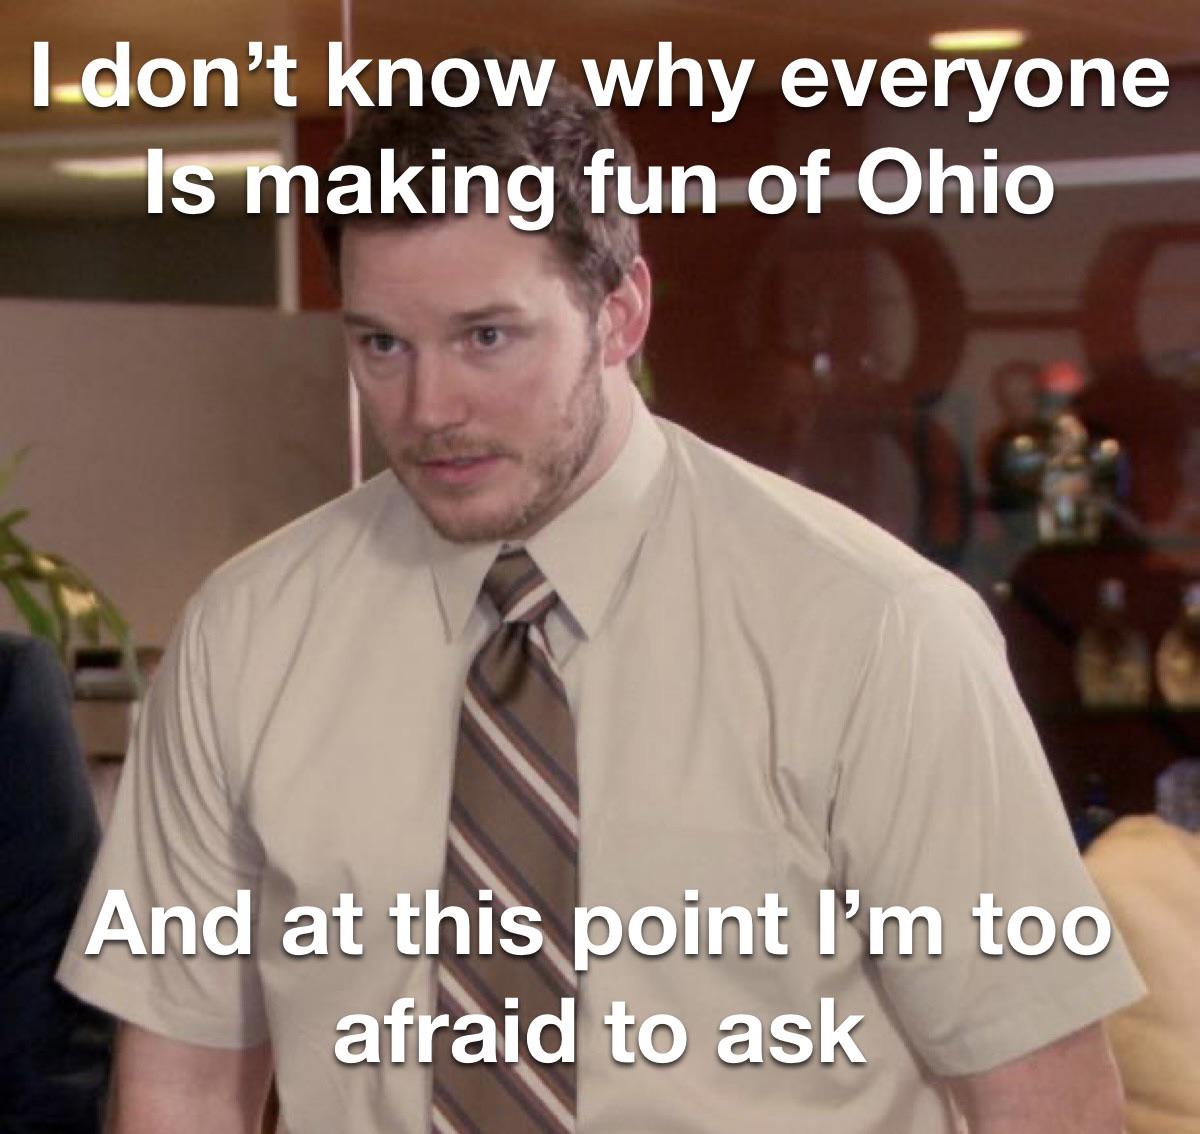 I don’t know why everyone
Is making fun of Ohio
And at this point I’m too
afraid to ask